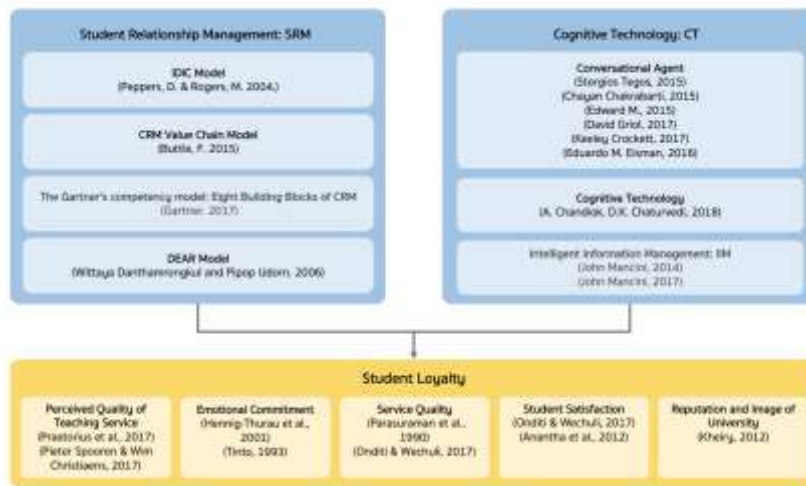 Student Relationship Management: SRM
IDIC Model
(Peppers, D. & Rogers, M. 2004,)
CRM Value Chain Model
(Buttle, F. 2015)
The Gartner's competency model: Eight Building Blocks of CRM
(Gartner, 2017)
DEAR Model
(Wittaya Danthamrongkul and Pipop Udorn, 2006)
Cognitive Technology: CT
Conversational Agent
(Stergios Tegos, 2015)
(Chayan Chakrabarti, 2015)
(Edward M., 2015)
(David Griol, 2017)
(Keeley Crockett, 2017)
(Eduardo M. Eisman, 2016)
Cognitive Technology
(A. Chandiok, D.K. Chaturvedi, 2018)
Intelligent Information Management: IIM
(John Mancini, 2014)
(John Mancini, 2017)
Student Loyalty
Perceived Quality of
Teaching Service
(Praetorius et al., 2017)
(Pieter Spooren & Wim
Christiaens, 2017)
Emotional Commitment
(Hennig-Thurau et al.,
2001)
(Tinto, 1993)
Service Quality
(Parasuraman et al.,
1990)
(Onditi & Wechuli, 2017)
Student Satisfaction
(Onditi & Wechuli, 2017)
(Anantha et al., 2012)
Reputation and Image of
University
(Kheiry, 2012)